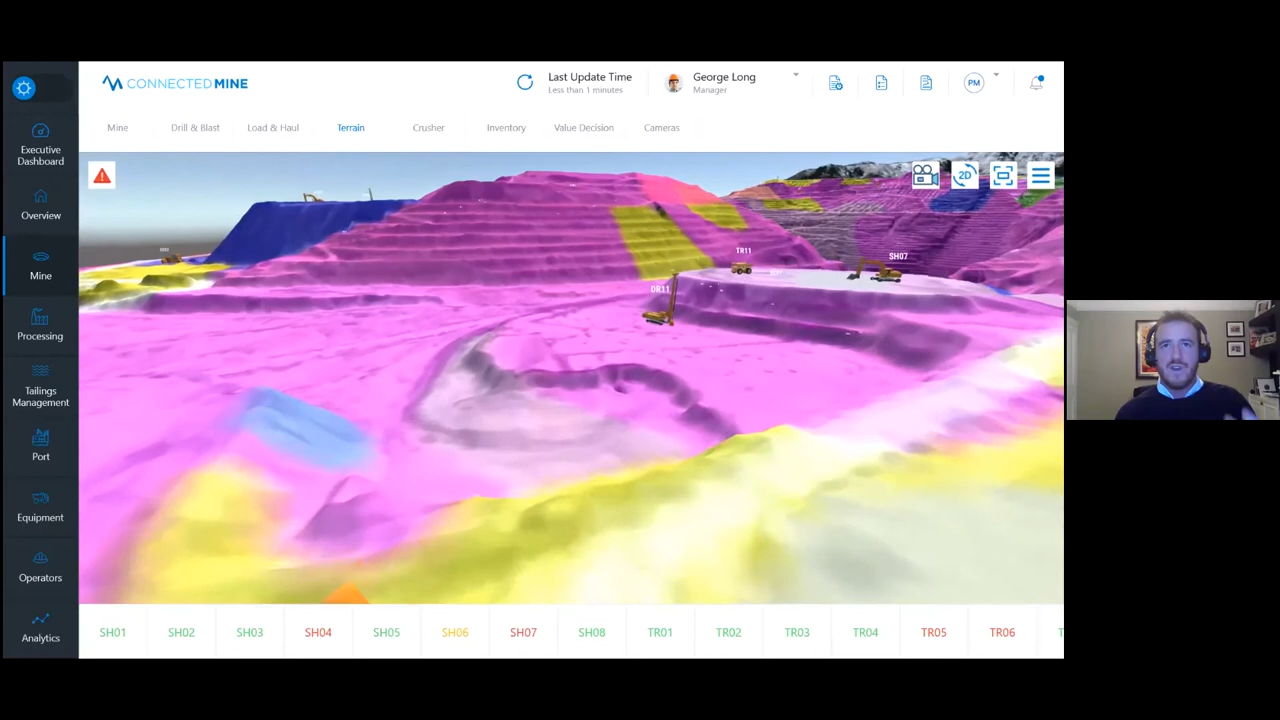 CONNECTED MINE
Last Update Time
Less than 1 minutes
George Long
Manager
PM
Mine
Drill & Blast
Load & Haul
Terrain
Crusher
Inventory
Value Decision
Cameras
Executive
Dashboard
Overview
Mine
Processing
Tailings
Management
Port
Equipment
Operators
Analytics
2D
TR11
SH07
DR11
SH01
SH02
SH03
SH04
SH05
SH06
SH07
SH08
TR01
TR02
TR03
TR04
TR05
TR06